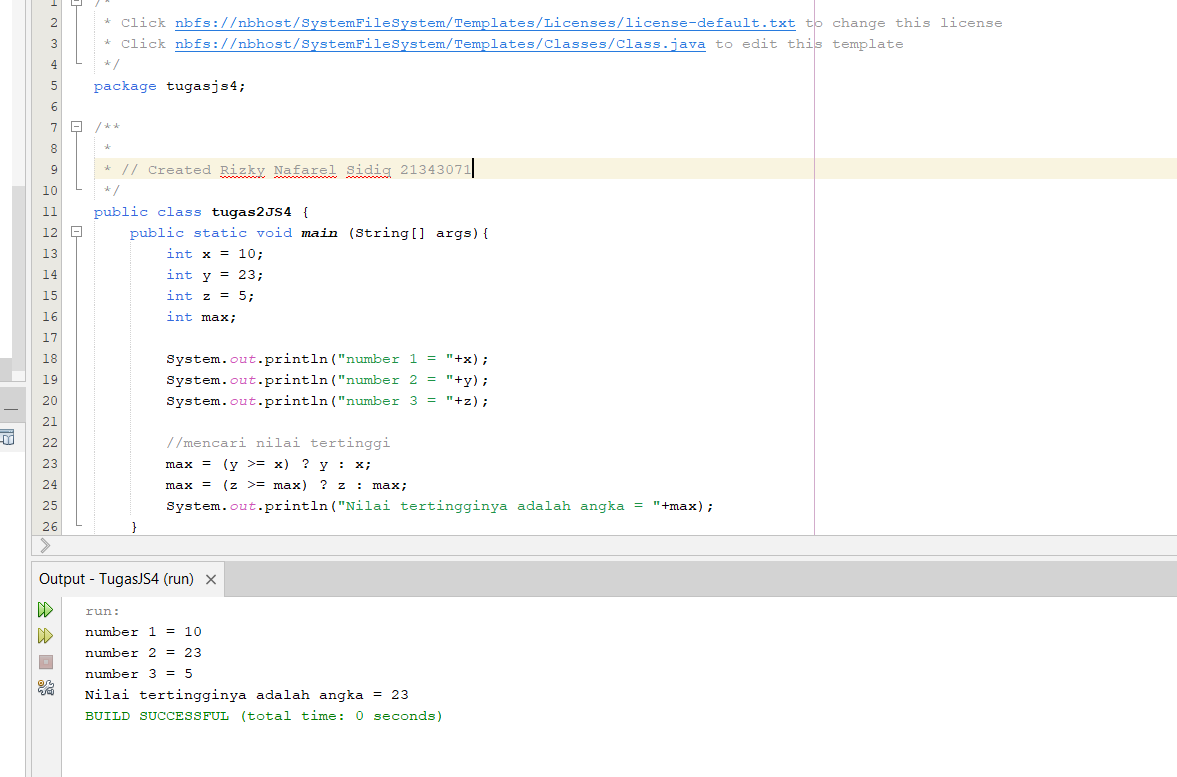 1 /*
2 * Click nbfs://nbhost/SystemFileSystem/Templates/Licenses/license-default.txt to change this license
3 * Click nbfs://nbhost/SystemFileSystem/Templates/Classes/Class.java to edit this template
4 */
5 package tugasjs4;
6
7 /**
8 *
9 * // Created Rizky Nafarel Sidiq 21343071
10 */
11 public class tugas2JS4 {
12 public static void main (String[] args){
13 int x = 10;
14 int y = 23;
15 int z = 5;
16 int max;
17
18 System.out.println("number 1 = "+x);
19 System.out.println("number 2 = "+y);
20 System.out.println("number 3 = "+z);
21
22 //mencari nilai tertinggi
23 max = (y >= x) ? y : x;
24 max = (z >= max) ? z : max;
25 System.out.println("Nilai tertingginya adalah angka = "+max);
26 }
Output - TugasJS4 (run)
run:
number 1 = 10
number 2 = 23
number 3 = 5
Nilai tertingginya adalah angka = 23
BUILD SUCCESSFUL (total time: 0 seconds)